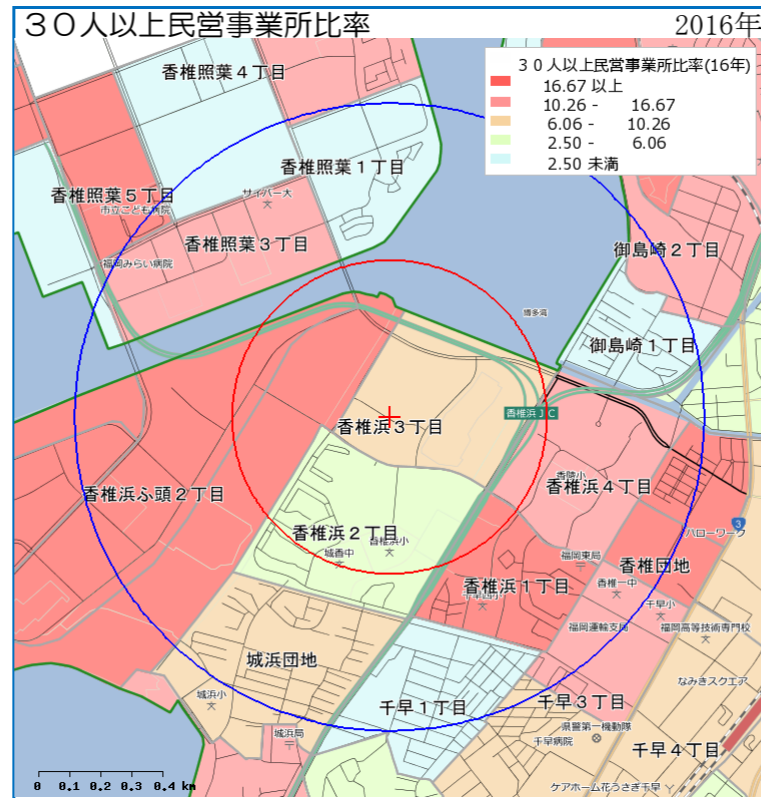 ３０人以上民営事業所比率
2016年
３０人以上民営事業所比率(16年)
16.67 以上
10.26 - 16.67
6.06 - 10.26
2.50 - 6.06
2.50 未満
香椎照葉４丁目
香椎照葉１丁目
サイバー大
香椎照葉５丁目
市立こども病院
香椎照葉３丁目
福岡みらい病院
御島崎２丁目
博多湾
御島崎１丁目
香椎浜ＪＣ
香椎浜３丁目
香陵小
香椎浜４丁目
香椎浜ふ頭２丁目
3
ハローワーク
香椎浜２丁目
香椎浜小
城香中
福岡東局
香椎団地
香椎浜１丁目
香椎一中
千早西小
千早小
福岡運輸支局
福岡高等技術専門校
城浜団地
なみきスクエア
城浜小
千早１丁目
千早３丁目
城浜局
県警第一機動隊
千早病院
千早４丁目
0 0.1 0.2 0.3 0.4 km
ケアホーム花うさぎ千早